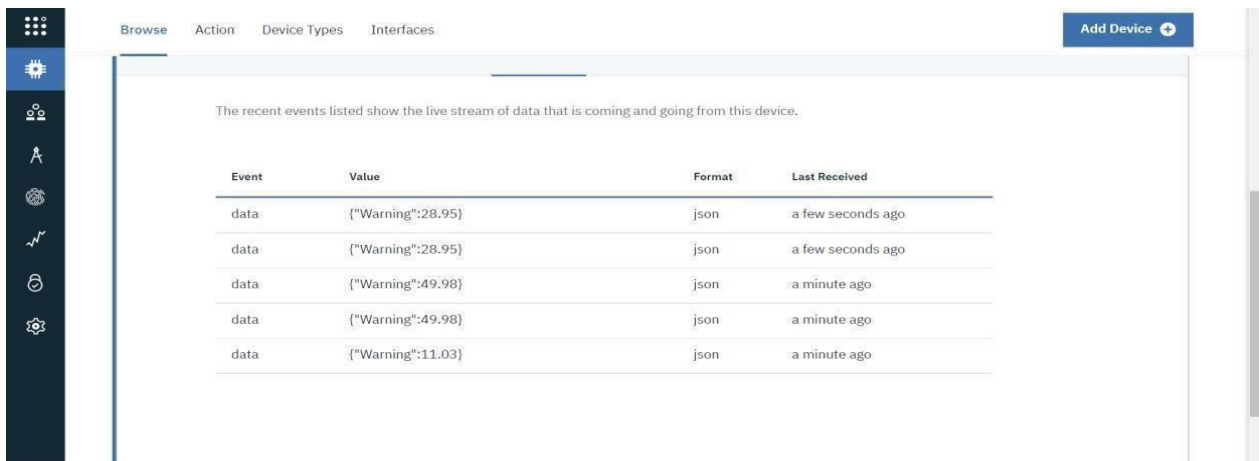 Browse Action Device Types Interfaces Add Device
The recent events listed show the live stream of data that is coming and going from this device.
Event Value Format Last Received
data {"Warning":28.95} json a few seconds ago
data {"Warning":28.95} json a few seconds ago
data {"Warning":49.98} json a minute ago
data {"Warning":49.98} json a minute ago
data {"Warning":11.03} json a minute ago